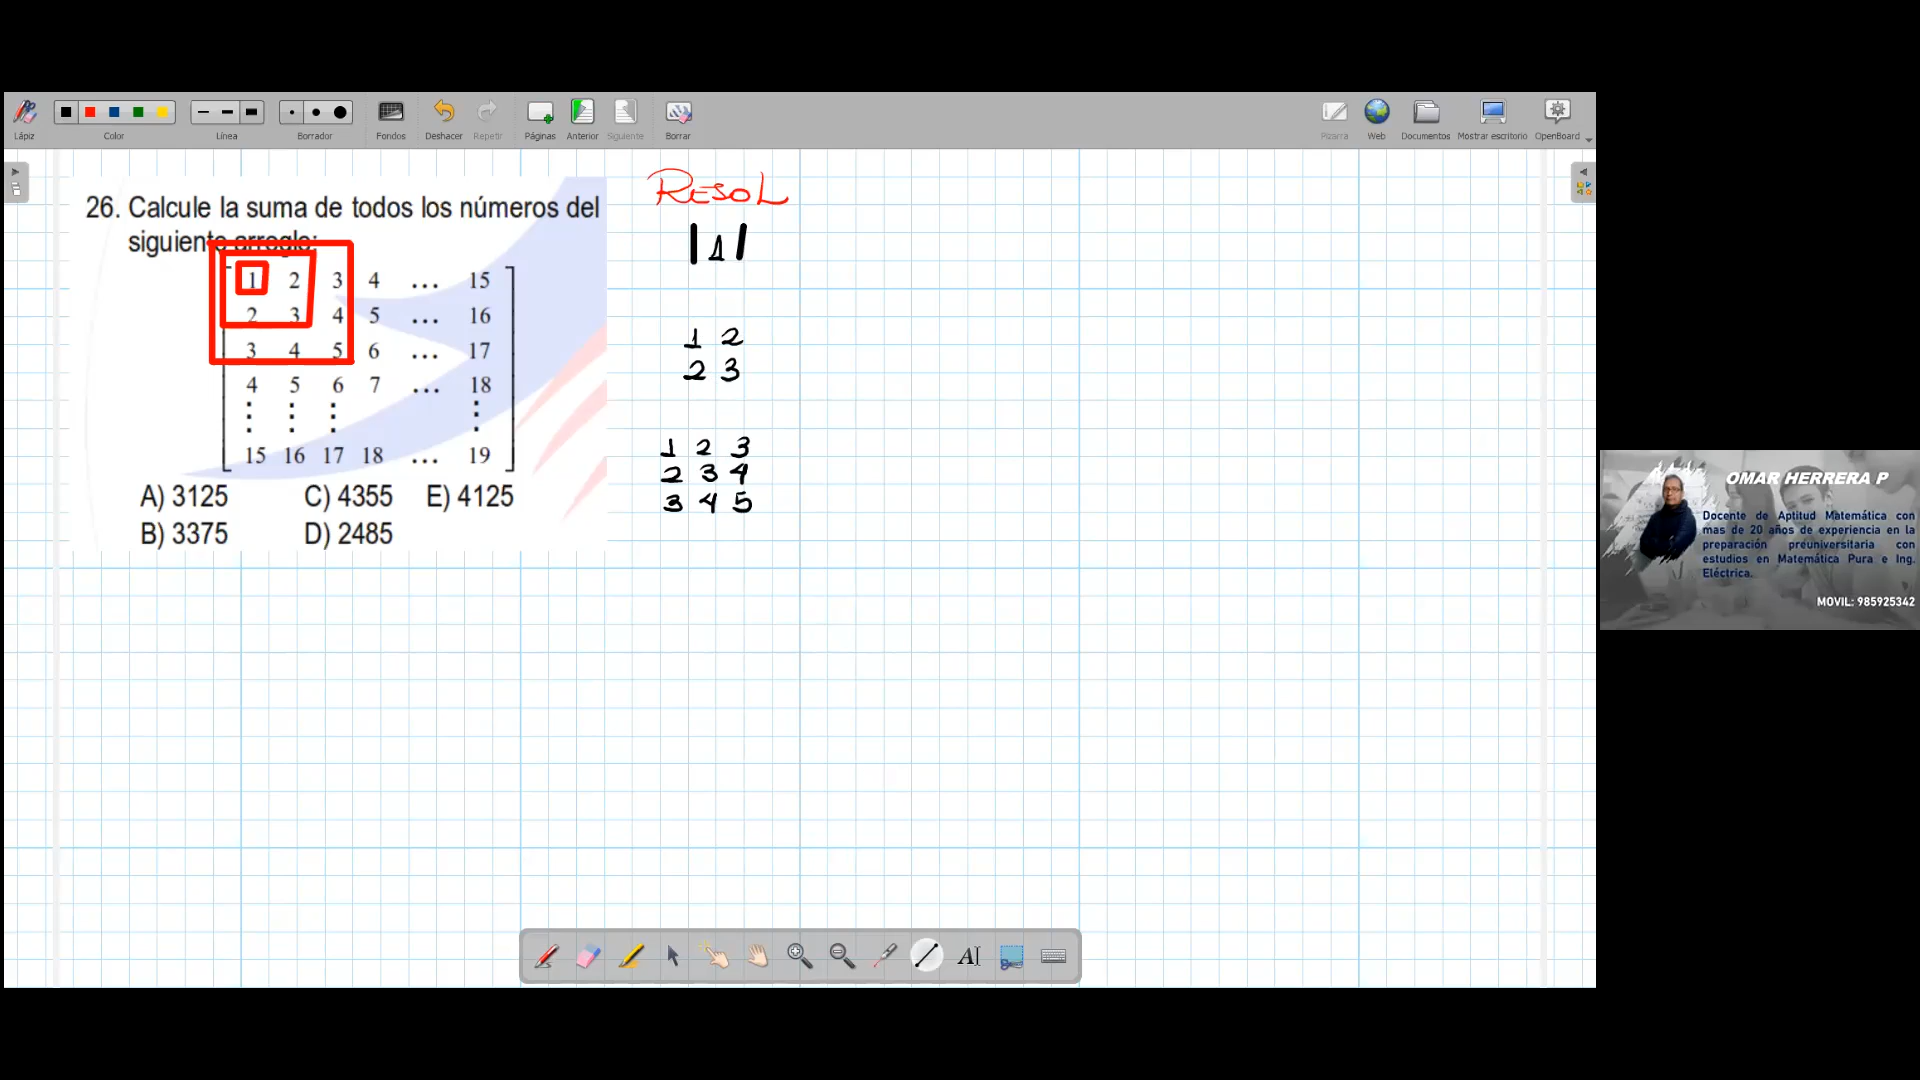 Lápiz
Color
Línea
Borrador
Fondos
Deshacer
Repetir
Páginas
Anterior
Siguiente
Borrar
Pizarra
Web
Documentos
Mostrar escritorio
OpenBoard
26. Calcule la suma de todos los números del
siguiente arreglo:
1 2 3 4 ... 15
2 3 4 5 ... 16
3 4 5 6 ... 17
4 5 6 7 ... 18
⋮ ⋮ ⋮ ⋮
15 16 17 18 ... 19
A) 3125 C) 4355 E) 4125
B) 3375 D) 2485
RESOL
|1|
1 2
2 3
1 2 3
2 3 4
3 4 5
OMAR HERRERA P
Docente de Aptitud Matemática con
mas de 20 años de experiencia en la
preparación preuniversitaria con
estudios en Matemática Pura e Ing.
Eléctrica.
MOVIL: 985925342